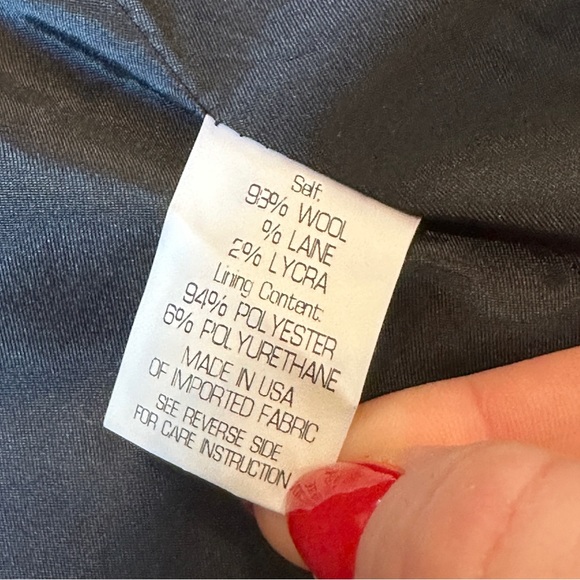 Self:
93% WOOL
% LAINE
2% LYCRA
Lining Content:
94% POLYESTER
6% POLYURETHANE
MADE IN USA
OF IMPORTED FABRIC
SEE REVERSE SIDE
FOR CARE INSTRUCTION